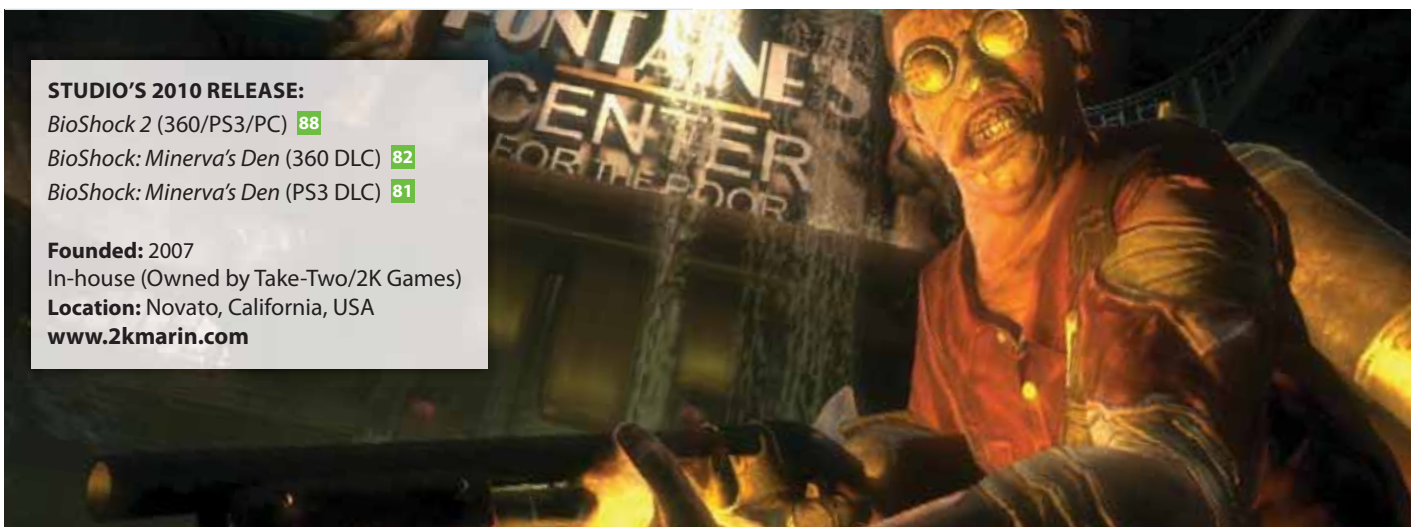 FONTAINE'S
CENTER
FOR THE POOR
STUDIO’S 2010 RELEASE:
BioShock 2 (360/PS3/PC) 88
BioShock: Minerva’s Den (360 DLC) 82
BioShock: Minerva’s Den (PS3 DLC) 81
Founded: 2007
In-house (Owned by Take-Two/2K Games)
Location: Novato, California, USA
www.2kmarin.com